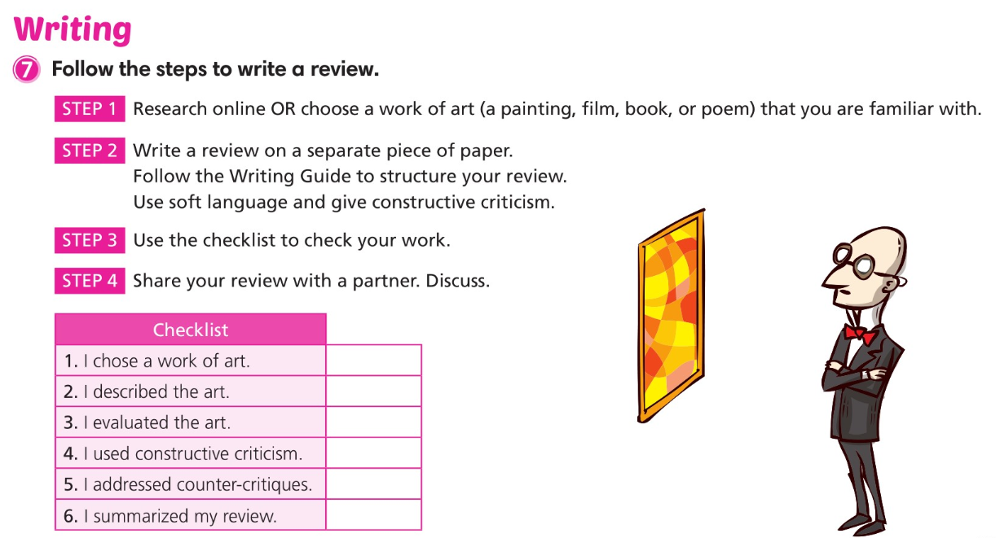 Writing
7 Follow the steps to write a review.
STEP 1 Research online OR choose a work of art (a painting, film, book, or poem) that you are familiar with.
STEP 2 Write a review on a separate piece of paper.
Follow the Writing Guide to structure your review.
Use soft language and give constructive criticism.
STEP 3 Use the checklist to check your work.
STEP 4 Share your review with a partner. Discuss.
Checklist
1. I chose a work of art.
2. I described the art.
3. I evaluated the art.
4. I used constructive criticism.
5. I addressed counter-critiques.
6. I summarized my review.